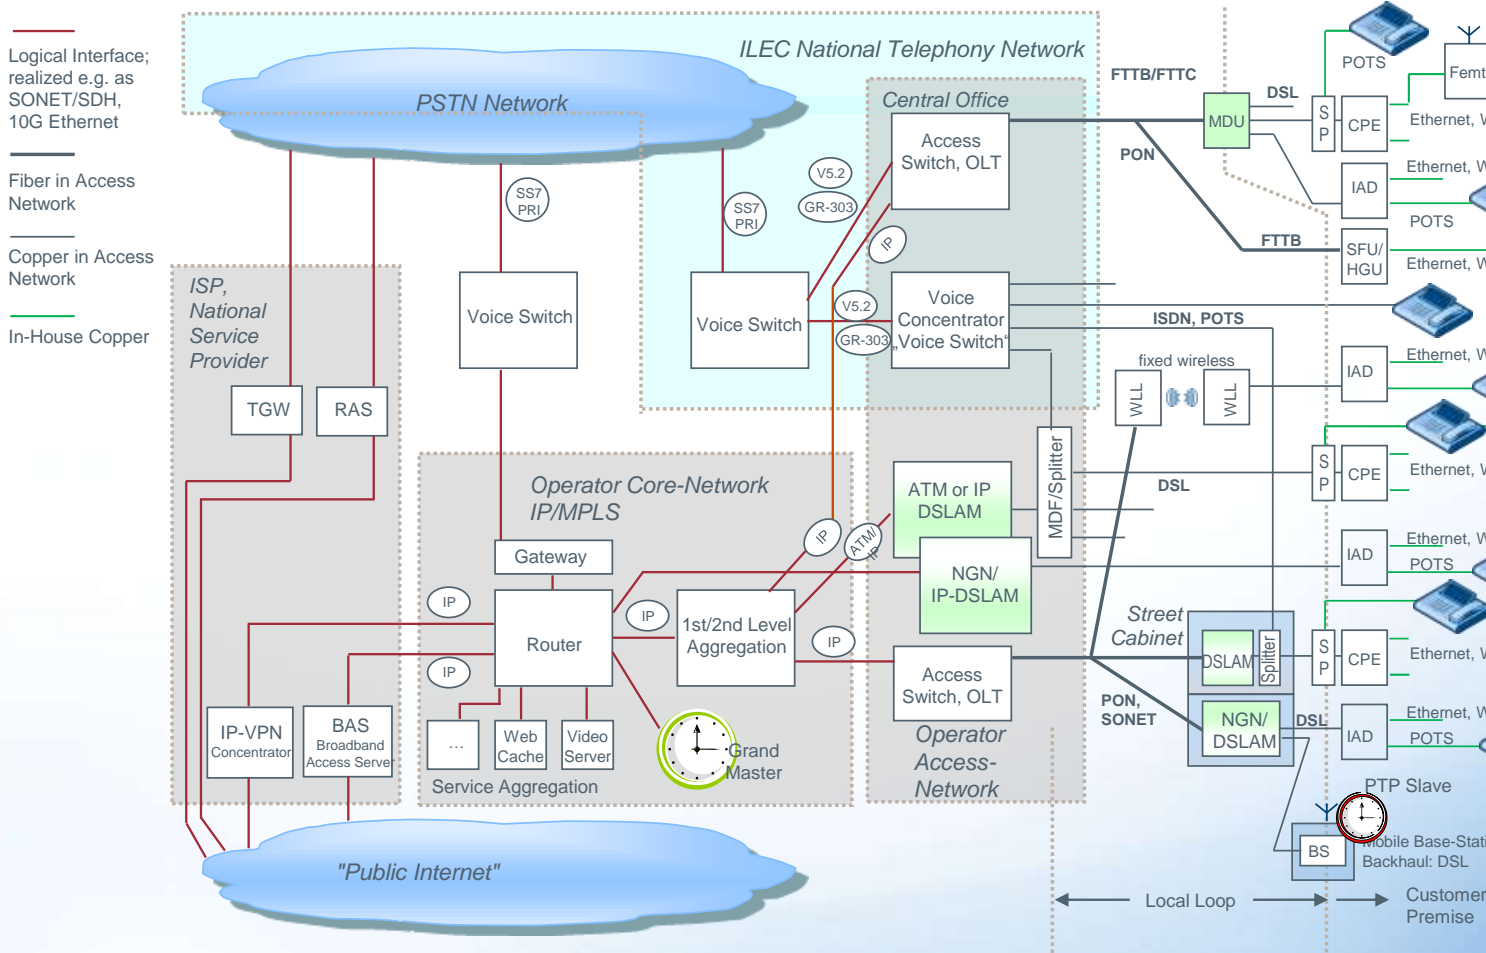 Logical Interface;
realized e.g. as
SONET/SDH,
10G Ethernet
Fiber in Access
Network
Copper in Access
Network
In-House Copper
ILEC National Telephony Network
PSTN Network
Central Office
Access
Switch, OLT
V5.2
GR-303
SS7
PRI
SS7
PRI
IP
FTTB/FTTC
PON
FTTB
MDU
DSL
S
P
CPE
POTS
Ethernet, W
IAD
Ethernet, W
POTS
SFU/
HGU
Ethernet, W
ISP,
National
Service
Provider
TGW
RAS
Voice Switch
Voice Switch
V5.2
GR-303
Voice
Concentrator
„Voice Switch“
ISDN, POTS
fixed wireless
WLL
WLL
IAD
Ethernet, W
MDF/Splitter
DSL
S
P
CPE
Ethernet, W
Operator Core-Network
IP/MPLS
Gateway
Router
IP
IP
IP
IP
ATM/
IP
IP
1st/2nd Level
Aggregation
ATM or IP
DSLAM
NGN/
IP-DSLAM
IAD
Ethernet, W
POTS
Access
Switch, OLT
Operator
Access-
Network
Street
Cabinet
DSLAM
Splitter
S
P
CPE
Ethernet, W
PON,
SONET
NGN/
DSLAM
DSL
IAD
Ethernet, W
POTS
IP-VPN
Concentrator
BAS
Broadband
Access Server
...
Web
Cache
Video
Server
Service Aggregation
Grand
Master
PTP Slave
BS
Mobile Base-Stati
Backhaul: DSL
"Public Internet"
Local Loop
Customer
Premise